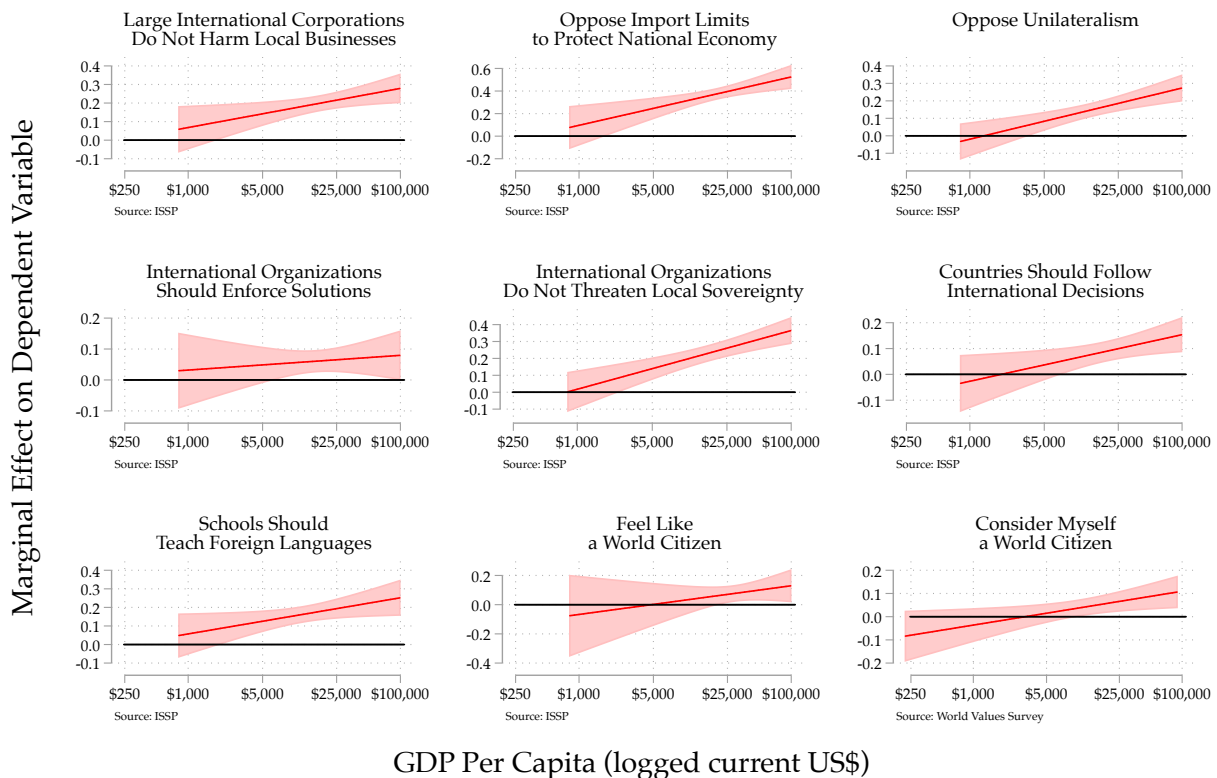 Marginal Effect on Dependent Variable
Large International Corporations
Do Not Harm Local Businesses
0.4
0.3
0.2
0.1
0.0
-0.1
$250 $1,000 $5,000 $25,000 $100,000
Source: ISSP
Oppose Import Limits
to Protect National Economy
0.6
0.4
0.2
0.0
-0.2
$250 $1,000 $5,000 $25,000 $100,000
Source: ISSP
Oppose Unilateralism
0.4
0.3
0.2
0.1
0.0
-0.1
$250 $1,000 $5,000 $25,000 $100,000
Source: ISSP
International Organizations
Should Enforce Solutions
0.2
0.1
0.0
-0.1
$250 $1,000 $5,000 $25,000 $100,000
Source: ISSP
International Organizations
Do Not Threaten Local Sovereignty
0.4
0.3
0.2
0.1
0.0
-0.1
$250 $1,000 $5,000 $25,000 $100,000
Source: ISSP
Countries Should Follow
International Decisions
0.2
0.1
0.0
-0.1
$250 $1,000 $5,000 $25,000 $100,000
Source: ISSP
Schools Should
Teach Foreign Languages
0.4
0.3
0.2
0.1
0.0
-0.1
$250 $1,000 $5,000 $25,000 $100,000
Source: ISSP
Feel Like
a World Citizen
0.2
0.0
-0.2
-0.4
$250 $1,000 $5,000 $25,000 $100,000
Source: ISSP
Consider Myself
a World Citizen
0.2
0.1
0.0
-0.1
-0.2
$250 $1,000 $5,000 $25,000 $100,000
Source: World Values Survey
GDP Per Capita (logged current US$)